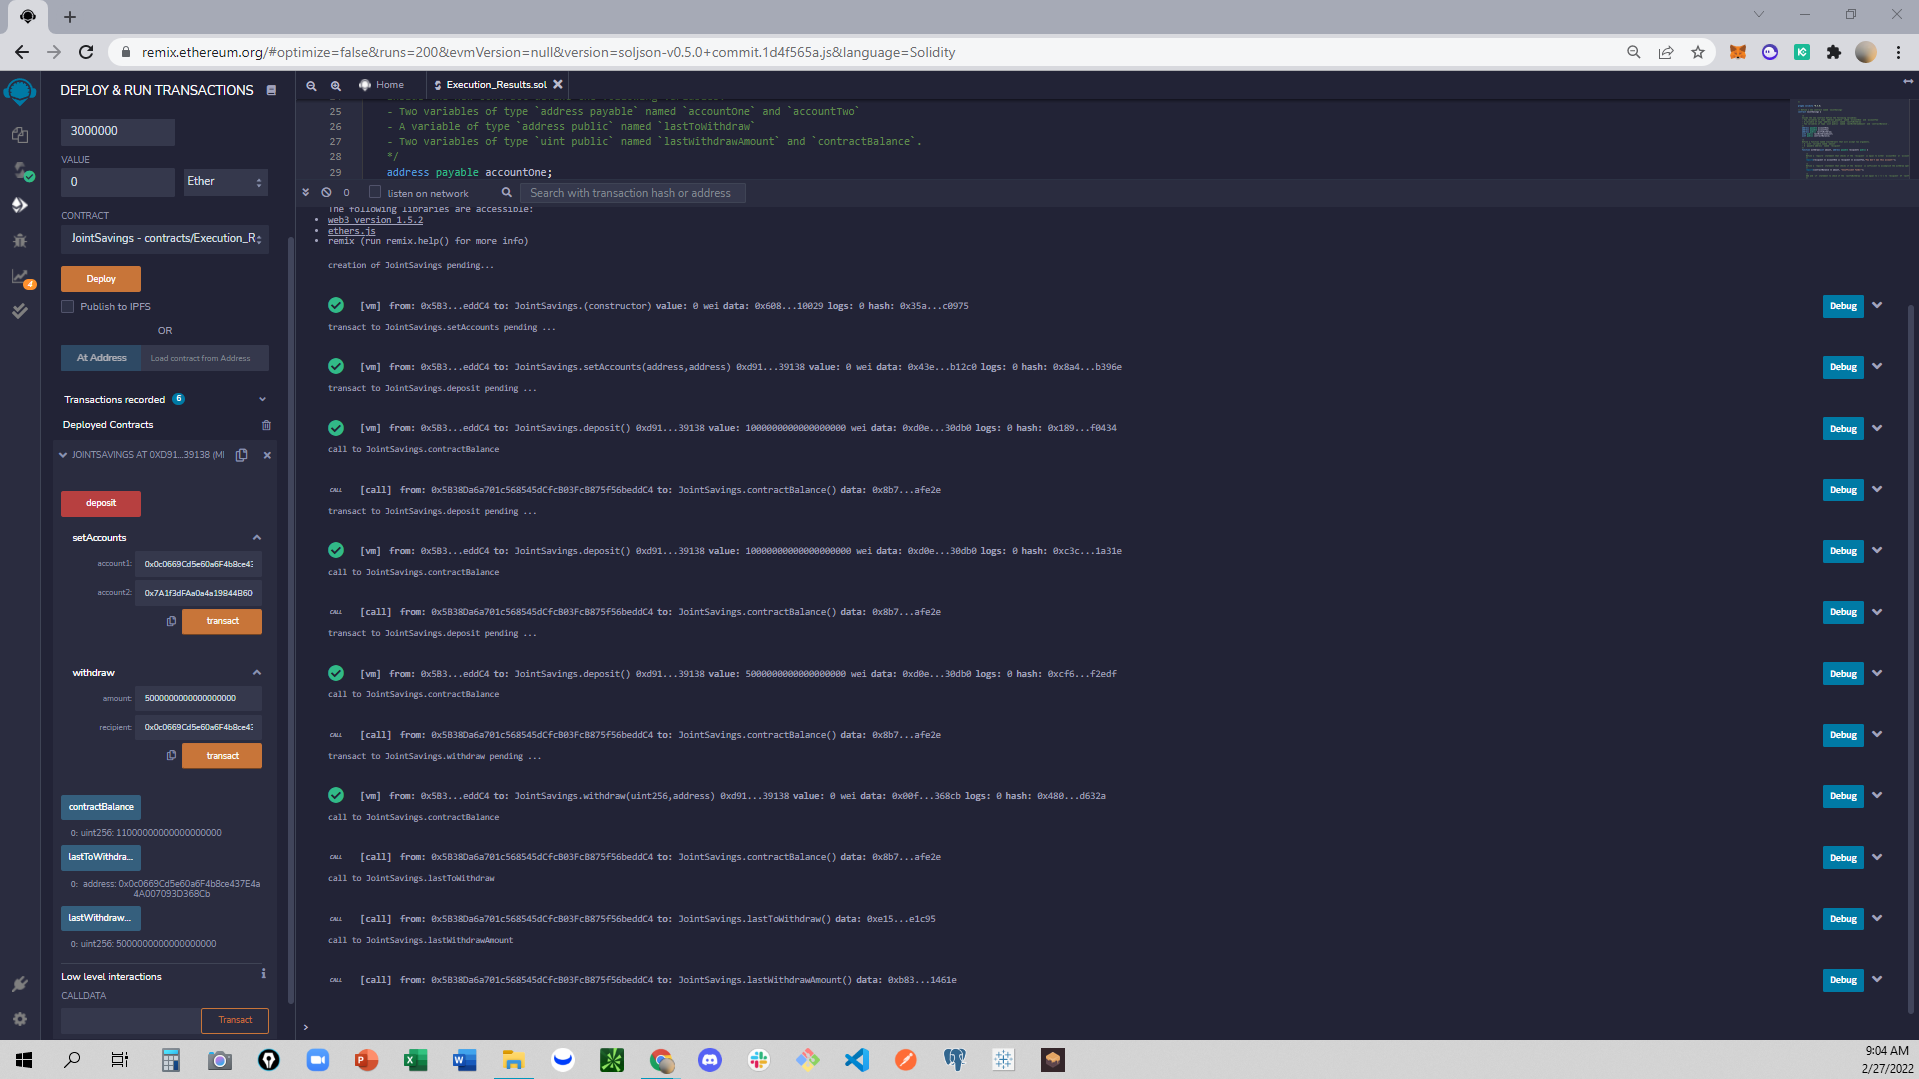 remix.ethereum.org/#optimize=false&runs=200&evmVersion=null&version=soljson-v0.5.0+commit.1d4f565a.js&language=Solidity
DEPLOY & RUN TRANSACTIONS
3000000
VALUE
0
Ether
CONTRACT
JointSavings - contracts/Execution_R
Deploy
Publish to IPFS
OR
At Address
Load contract from Address
Transactions recorded 6
Deployed Contracts
JOINTSAVINGS AT 0XD91...39138 (M
deposit
setAccounts
account1: 0x0c0669Cd5e60a6F4b8ce43
account2: 0x7A1f3dFAa0a4a19844B60
transact
withdraw
amount: 5000000000000000000
recipient: 0x0c0669Cd5e60a6F4b8ce43
transact
contractBalance
0: uint256: 11000000000000000000
lastToWithdra...
0: address: 0x0c0669Cd5e60a6F4b8ce437E4a
4A007093D368Cb
lastWithdraw...
0: uint256: 5000000000000000000
Low level interactions
CALLDATA
Transact
4
Home
Execution_Results.sol
25 - Two variables of type `address payable` named `accountOne` and `accountTwo`
26 - A variable of type `address public` named `lastToWithdraw`
27 - Two variables of type `uint public` named `lastWithdrawAmount` and `contractBalance`.
28 */
29 address payable accountOne;
0
listen on network
Search with transaction hash or address
The following libraries are accessible:
web3 version 1.5.2
ethers.js
remix (run remix.help() for more info)
creation of JointSavings pending...
[vm] from: 0x5B3...eddC4 to: JointSavings.(constructor) value: 0 wei data: 0x608...10029 logs: 0 hash: 0x35a...c0975
Debug
transact to JointSavings.setAccounts pending ...
[vm] from: 0x5B3...eddC4 to: JointSavings.setAccounts(address,address) 0xd91...39138 value: 0 wei data: 0x43e...b12c0 logs: 0 hash: 0x8a4...b396e
Debug
transact to JointSavings.deposit pending ...
[vm] from: 0x5B3...eddC4 to: JointSavings.deposit() 0xd91...39138 value: 1000000000000000000 wei data: 0xd0e...30db0 logs: 0 hash: 0x189...f0434
Debug
call to JointSavings.contractBalance
CALL [call] from: 0x5B38Da6a701c568545dCfcB03FcB875f56beddC4 to: JointSavings.contractBalance() data: 0x8b7...afe2e
Debug
transact to JointSavings.deposit pending ...
[vm] from: 0x5B3...eddC4 to: JointSavings.deposit() 0xd91...39138 value: 10000000000000000000 wei data: 0xd0e...30db0 logs: 0 hash: 0xc3c...1a31e
Debug
call to JointSavings.contractBalance
CALL [call] from: 0x5B38Da6a701c568545dCfcB03FcB875f56beddC4 to: JointSavings.contractBalance() data: 0x8b7...afe2e
Debug
transact to JointSavings.deposit pending ...
[vm] from: 0x5B3...eddC4 to: JointSavings.deposit() 0xd91...39138 value: 5000000000000000000 wei data: 0xd0e...30db0 logs: 0 hash: 0xcf6...f2edf
Debug
call to JointSavings.contractBalance
CALL [call] from: 0x5B38Da6a701c568545dCfcB03FcB875f56beddC4 to: JointSavings.contractBalance() data: 0x8b7...afe2e
Debug
transact to JointSavings.withdraw pending ...
[vm] from: 0x5B3...eddC4 to: JointSavings.withdraw(uint256,address) 0xd91...39138 value: 0 wei data: 0x00f...368cb logs: 0 hash: 0x480...d632a
Debug
call to JointSavings.contractBalance
CALL [call] from: 0x5B38Da6a701c568545dCfcB03FcB875f56beddC4 to: JointSavings.contractBalance() data: 0x8b7...afe2e
Debug
call to JointSavings.lastToWithdraw
CALL [call] from: 0x5B38Da6a701c568545dCfcB03FcB875f56beddC4 to: JointSavings.lastToWithdraw() data: 0xe15...e1c95
Debug
call to JointSavings.lastWithdrawAmount
CALL [call] from: 0x5B38Da6a701c568545dCfcB03FcB875f56beddC4 to: JointSavings.lastWithdrawAmount() data: 0xb83...1461e
Debug
>
9:04 AM
2/27/2022